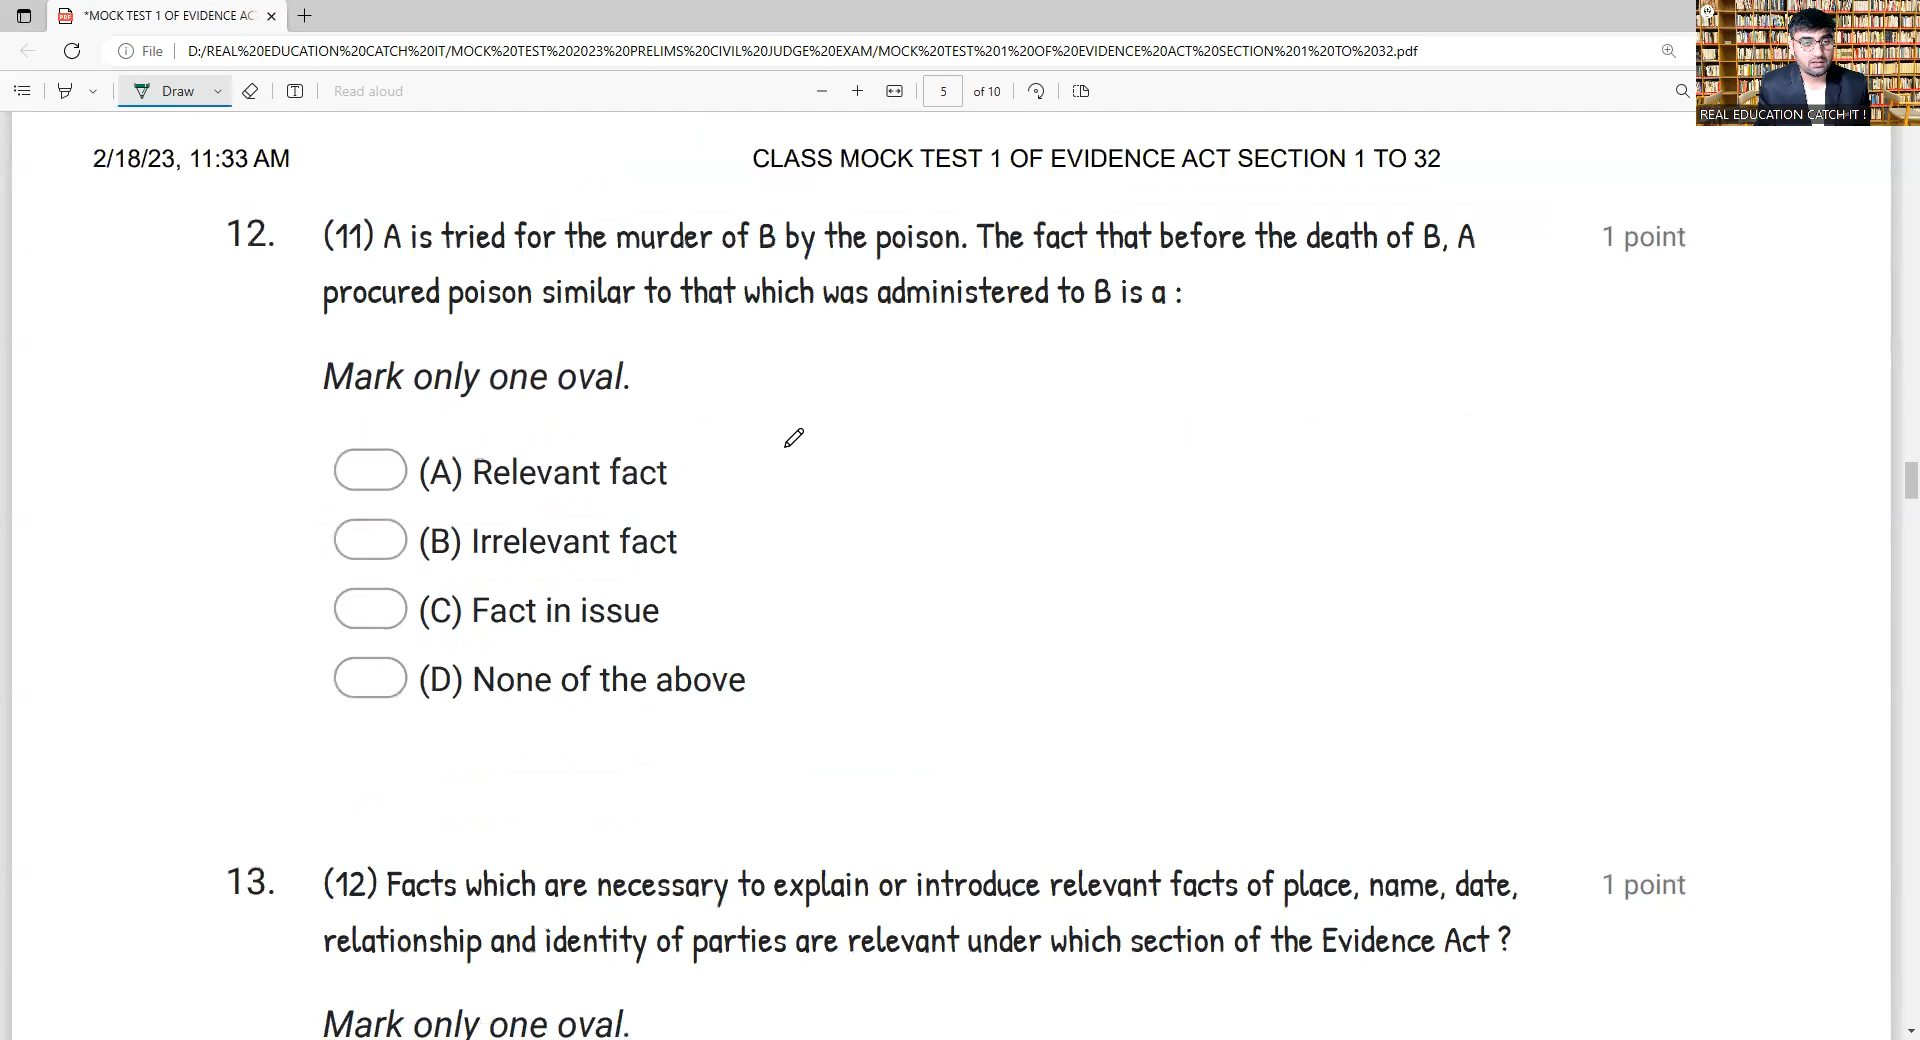 *MOCK TEST 1 OF EVIDENCE AC
File
D:/REAL%20EDUCATION%20CATCH%20IT/MOCK%20TEST%202023%20PRELIMS%20CIVIL%20JUDGE%20EXAM/MOCK%20TEST%201%20OF%20EVIDENCE%20ACT%20SECTION%201%20TO%2032.pdf
Draw
Read aloud
5 of 10
REAL EDUCATION CATCH IT !
2/18/23, 11:33 AM
CLASS MOCK TEST 1 OF EVIDENCE ACT SECTION 1 TO 32
12. (11) A is tried for the murder of B by the poison. The fact that before the death of B, A 1 point
procured poison similar to that which was administered to B is a :
Mark only one oval.
(A) Relevant fact
(B) Irrelevant fact
(C) Fact in issue
(D) None of the above
13. (12) Facts which are necessary to explain or introduce relevant facts of place, name, date, 1 point
relationship and identity of parties are relevant under which section of the Evidence Act ?
Mark only one oval.